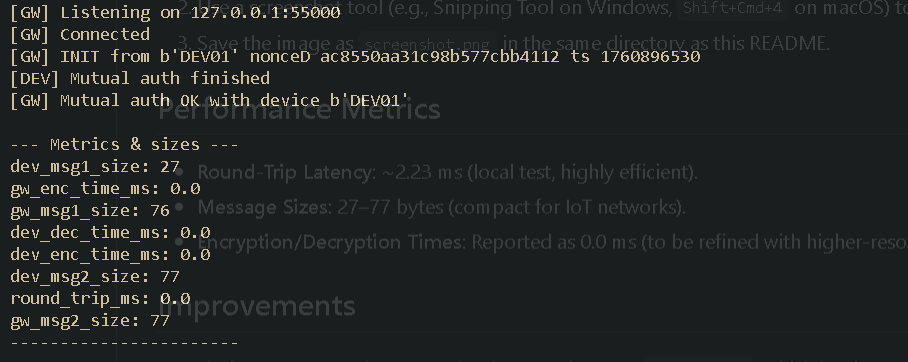 [GW] Listening on 127.0.0.1:55000
[GW] Connected
[GW] INIT from b'DEV01' nonceD ac8550aa31c98b577cbb4112 ts 1760896530
[DEV] Mutual auth finished
[GW] Mutual auth OK with device b'DEV01'
--- Metrics & sizes ---
dev_msg1_size: 27
gw_enc_time_ms: 0.0
gw_msg1_size: 76
dev_dec_time_ms: 0.0
dev_enc_time_ms: 0.0
dev_msg2_size: 77
round_trip_ms: 0.0
gw_msg2_size: 77
-----------------------
screenshot tool (e.g., Snipping Tool on Windows, Shift+Cmd+4 on macOS) to
3. Save the image as screenshot.png in the same directory as this README.
Performance Metrics
• Round-Trip Latency: ~2.23 ms (local test, highly efficient).
• Message Sizes: 27–77 bytes (compact for IoT networks).
• Encryption/Decryption Times: Reported as 0.0 ms (to be refined with higher-reso
Improvements